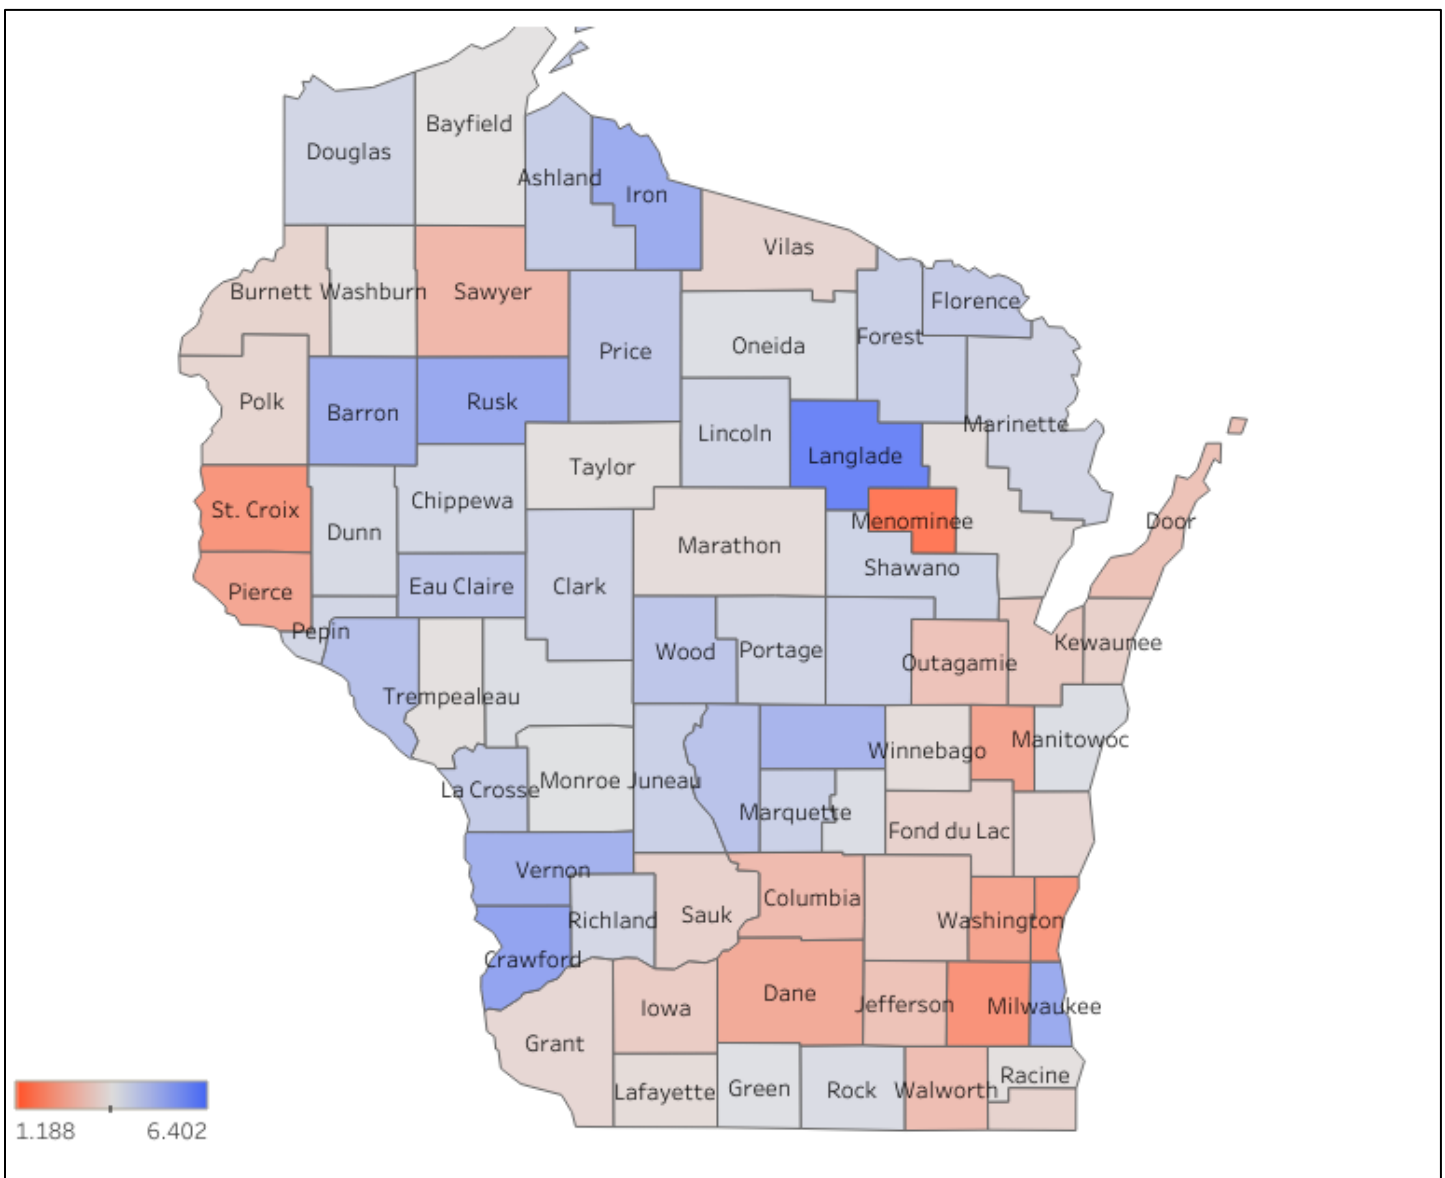 Bayfield
Douglas
Ashland
Iron
Vilas
Burnett
Washburn
Sawyer
Florence
Forest
Oneida
Price
Polk
Barron
Rusk
Marinette
Lincoln
Langlade
Taylor
Chippewa
St. Croix
Dunn
Menominee
Door
Marathon
Shawano
Pierce
Eau Claire
Clark
Pepin
Wood
Portage
Kewaunee
Outagamie
Trempealeau
Winnebago
Manitowoc
La Crosse
Monroe
Juneau
Marquette
Fond du Lac
Vernon
Columbia
Richland
Sauk
Washington
Crawford
Dane
Jefferson
Milwaukee
Iowa
Grant
Lafayette
Green
Rock
Walworth
Racine
1.188
6.402